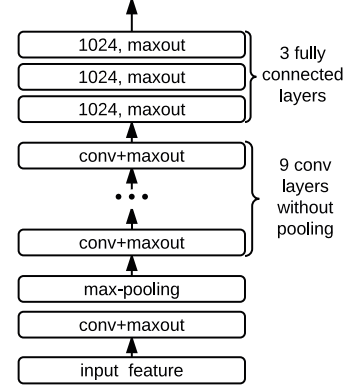 1024, maxout
1024, maxout
1024, maxout
3 fully
connected
layers
conv+maxout
•••
conv+maxout
9 conv
layers
without
pooling
max-pooling
conv+maxout
input feature